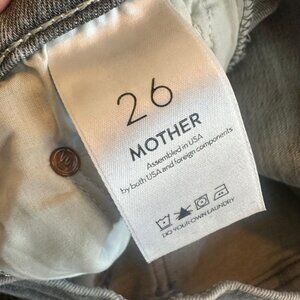 26
MOTHER
Assembled in USA
by both USA and foreign components
DO YOUR OWN LAUNDRY